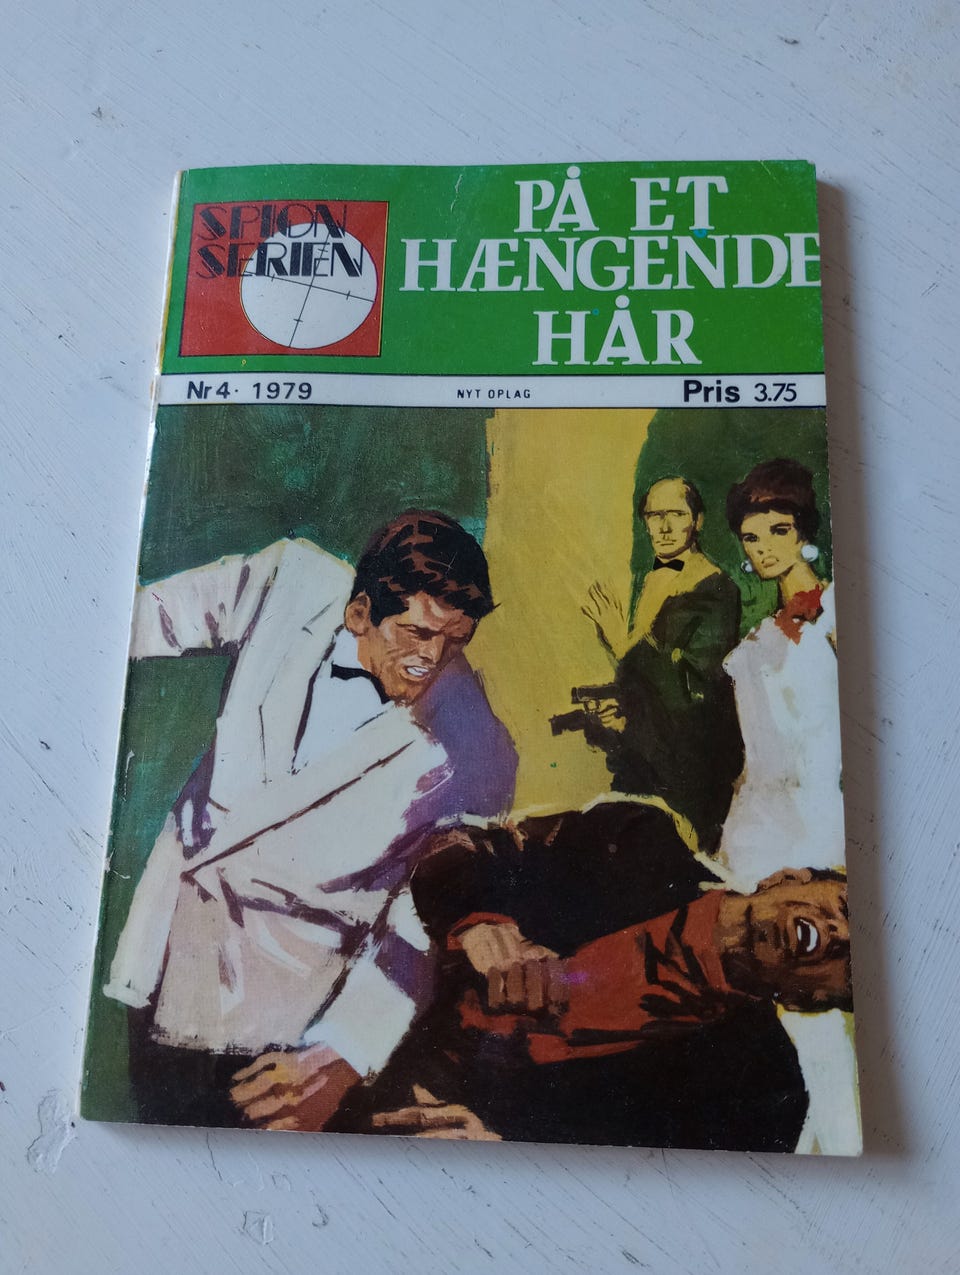 SPION
SERIEN
PÅ ET
HÆNGENDE
HÅR
Nr 4 · 1979
NYT OPLAG
Pris 3.75